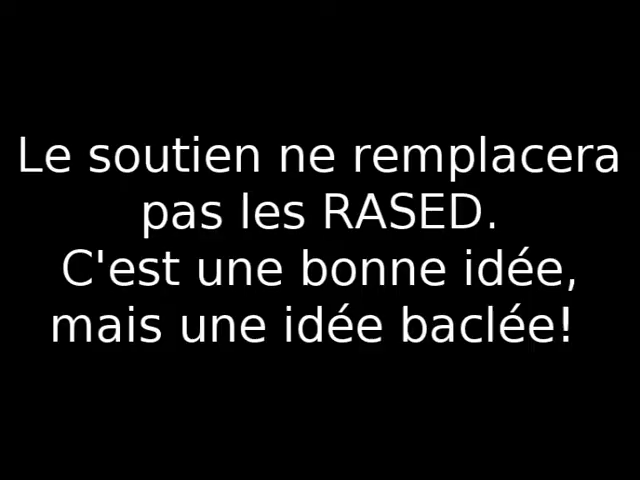 Le soutien ne remplacera
pas les RASED.
C'est une bonne idée,
mais une idée baclée!